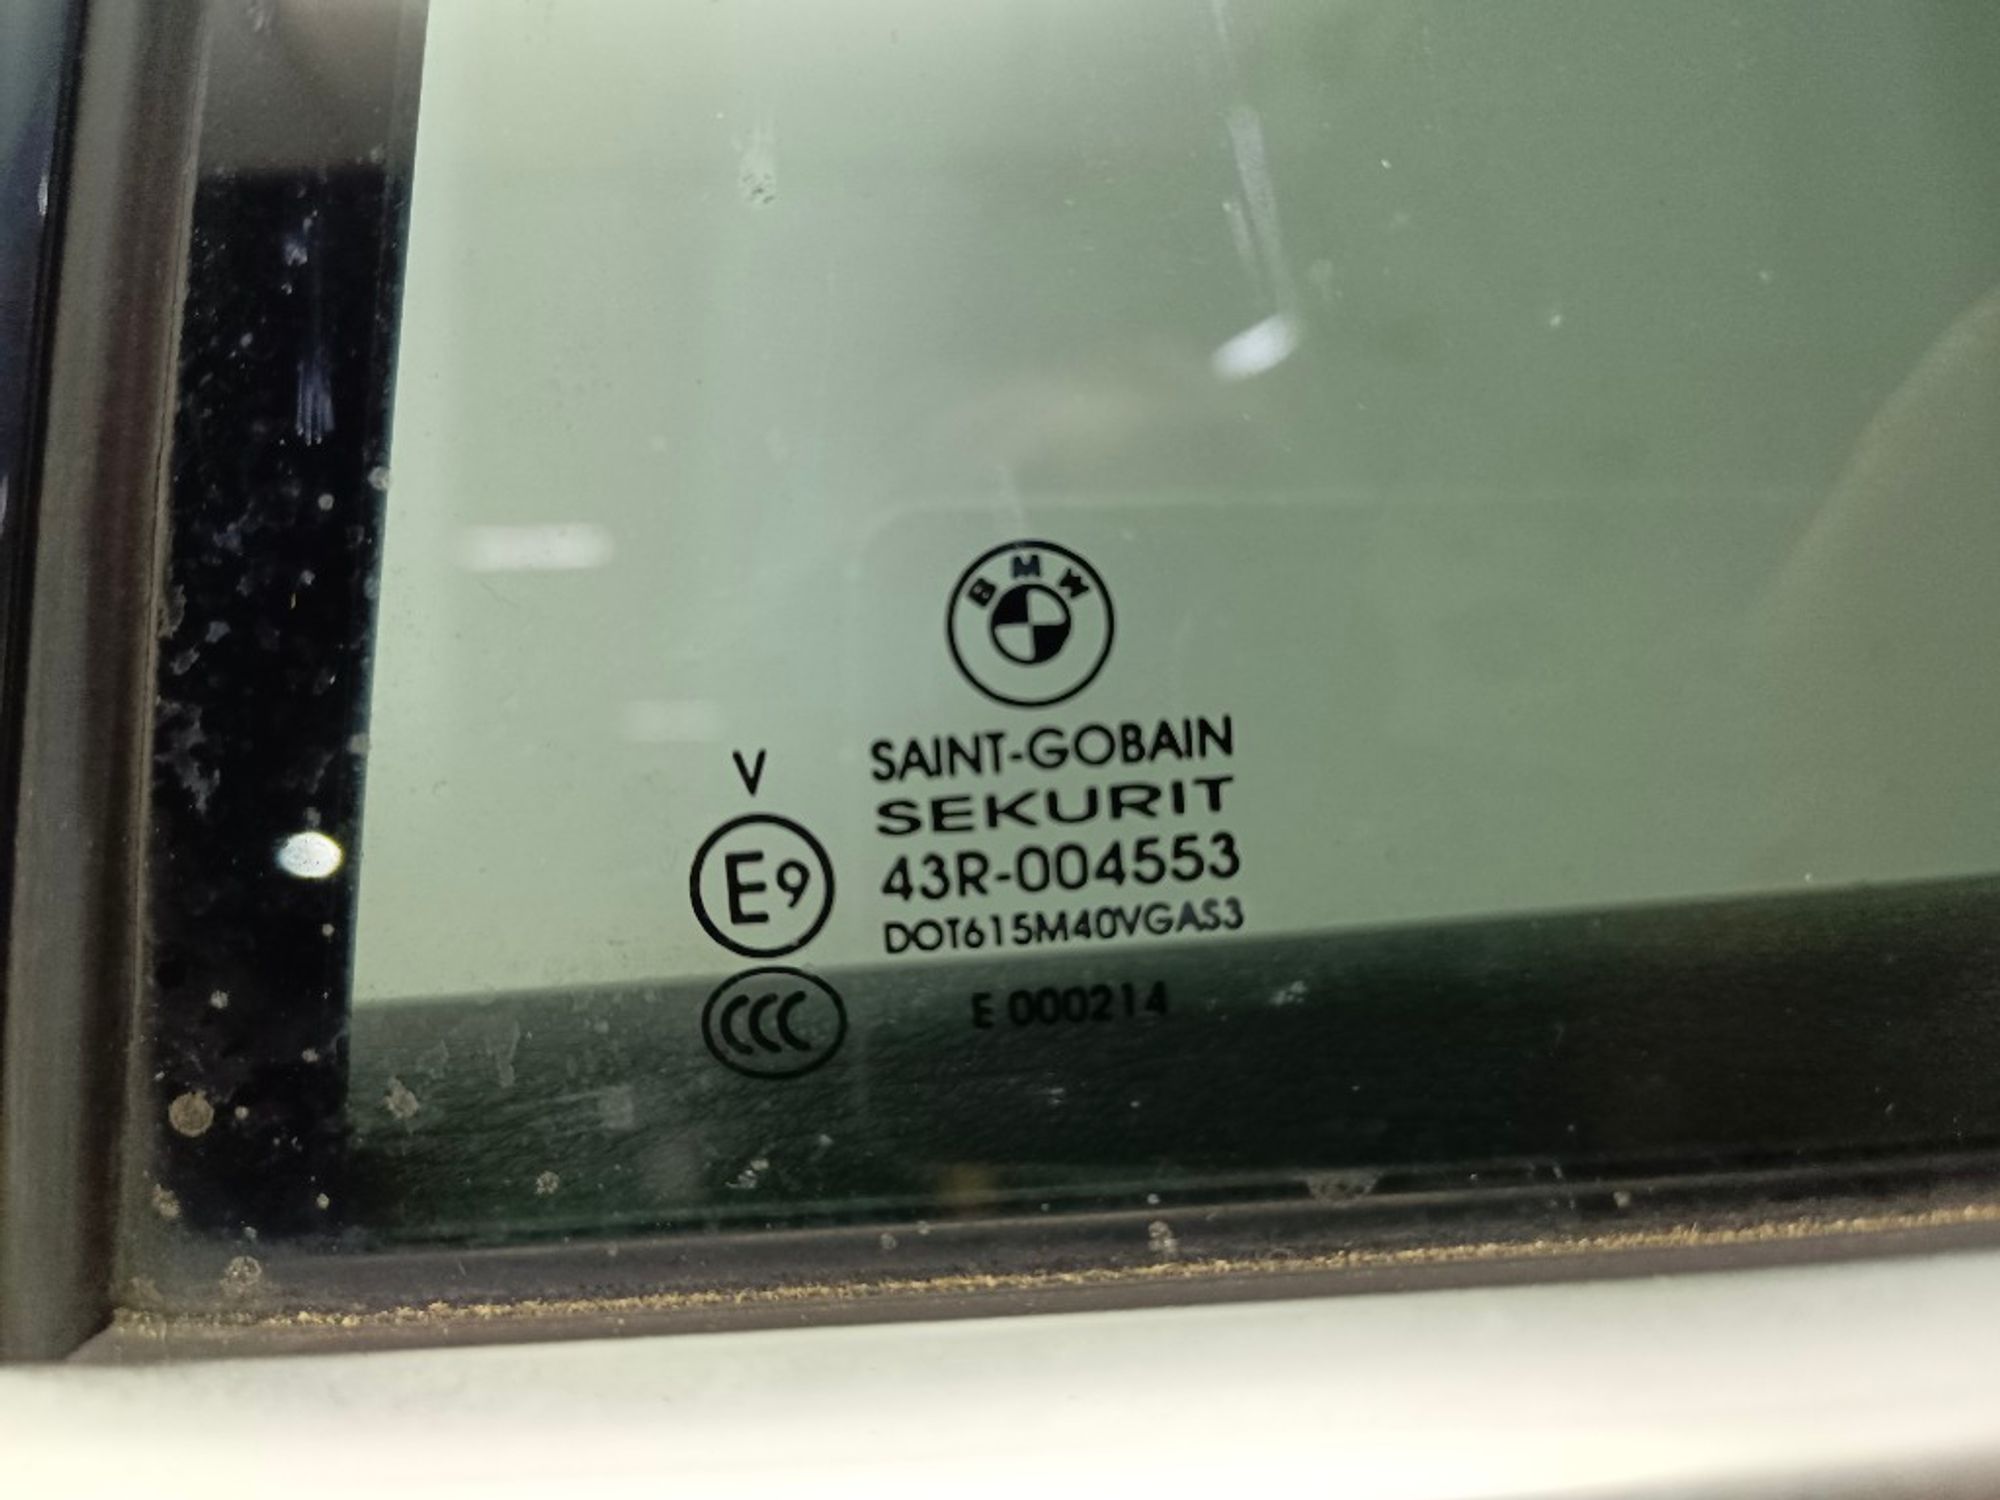 BMW
SAINT-GOBAIN
SEKURIT
V
E9
43R-004553
DOT615M40VGAS3
CCC
E 000214